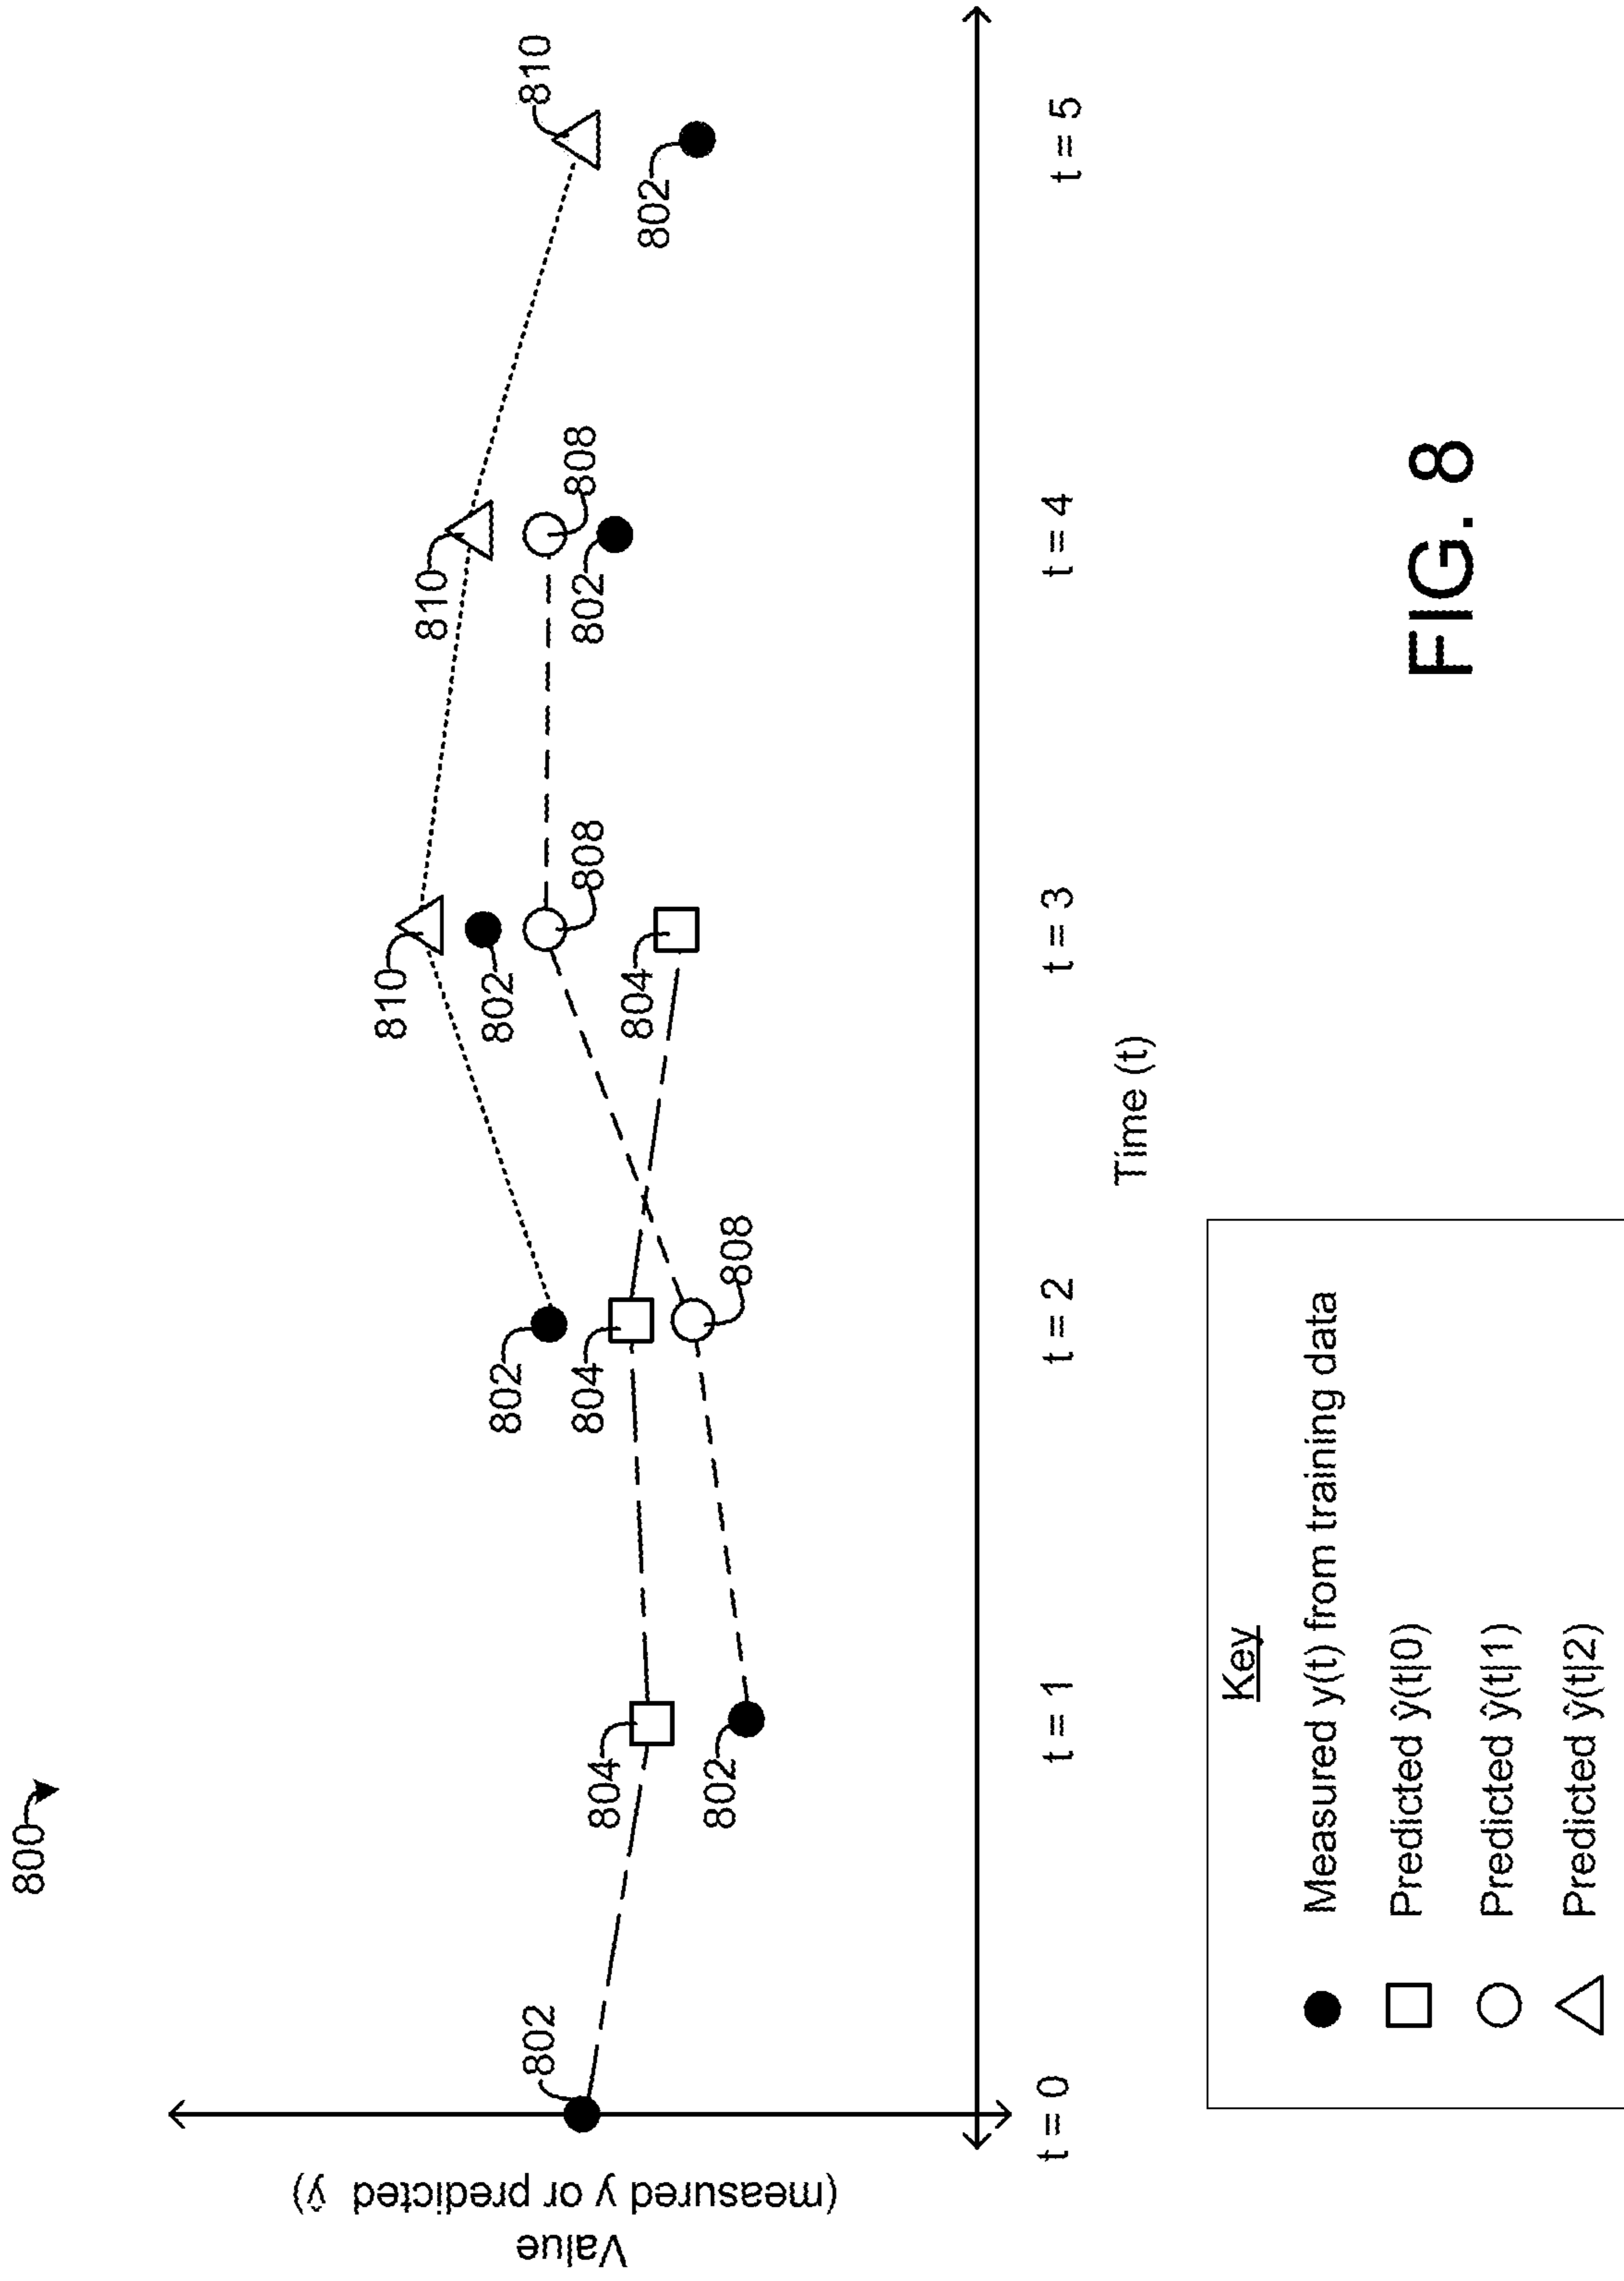 800
Value
(measured y or predicted ŷ)
802
804
802
802
804
808
810
802
808
804
810
808
802
810
802
t = 0
t = 1
t = 2
t = 3
t = 4
t = 5
Time (t)
Key
Measured y(t) from training data
Predicted ŷ(t|0)
Predicted ŷ(t|1)
Predicted ŷ(t|2)
FIG. 8